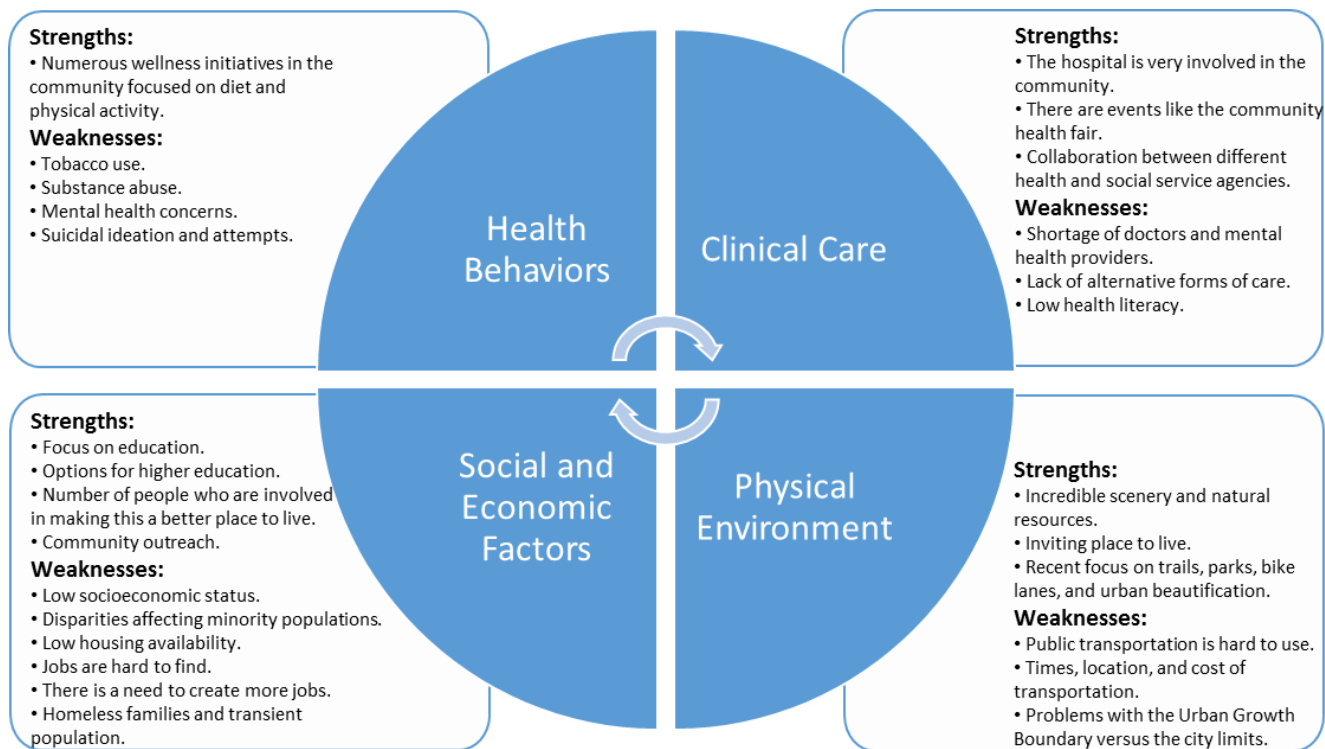 Strengths:
• Numerous wellness initiatives in the
community focused on diet and
physical activity.
Weaknesses:
• Tobacco use.
• Substance abuse.
• Mental health concerns.
• Suicidal ideation and attempts.
Health
Behaviors
Clinical Care
Strengths:
• The hospital is very involved in the
community.
• There are events like the community
health fair.
• Collaboration between different
health and social service agencies.
Weaknesses:
• Shortage of doctors and mental
health providers.
• Lack of alternative forms of care.
• Low health literacy.
Strengths:
• Focus on education.
• Options for higher education.
• Number of people who are involved
in making this a better place to live.
• Community outreach.
Weaknesses:
• Low socioeconomic status.
• Disparities affecting minority populations.
• Low housing availability.
• Jobs are hard to find.
• There is a need to create more jobs.
• Homeless families and transient
population.
Social and
Economic
Factors
Physical
Environment
Strengths:
• Incredible scenery and natural
resources.
• Inviting place to live.
• Recent focus on trails, parks, bike
lanes, and urban beautification.
Weaknesses:
• Public transportation is hard to use.
• Times, location, and cost of
transportation.
• Problems with the Urban Growth
Boundary versus the city limits.